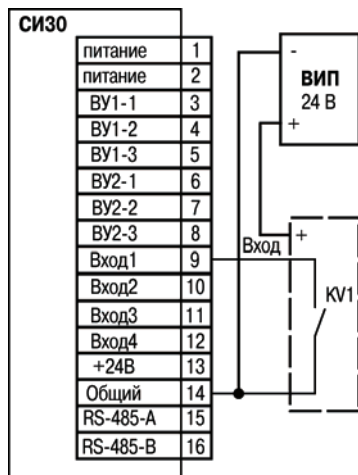 СИ30
питание 1
питание 2
ВУ1-1 3
ВУ1-2 4
ВУ1-3 5
ВУ2-1 6
ВУ2-2 7
ВУ2-3 8
Вход1 9
Вход2 10
Вход3 11
Вход4 12
+24В 13
Общий 14
RS-485-A 15
RS-485-B 16
-
ВИП
24 В
+
Вход
+
KV1